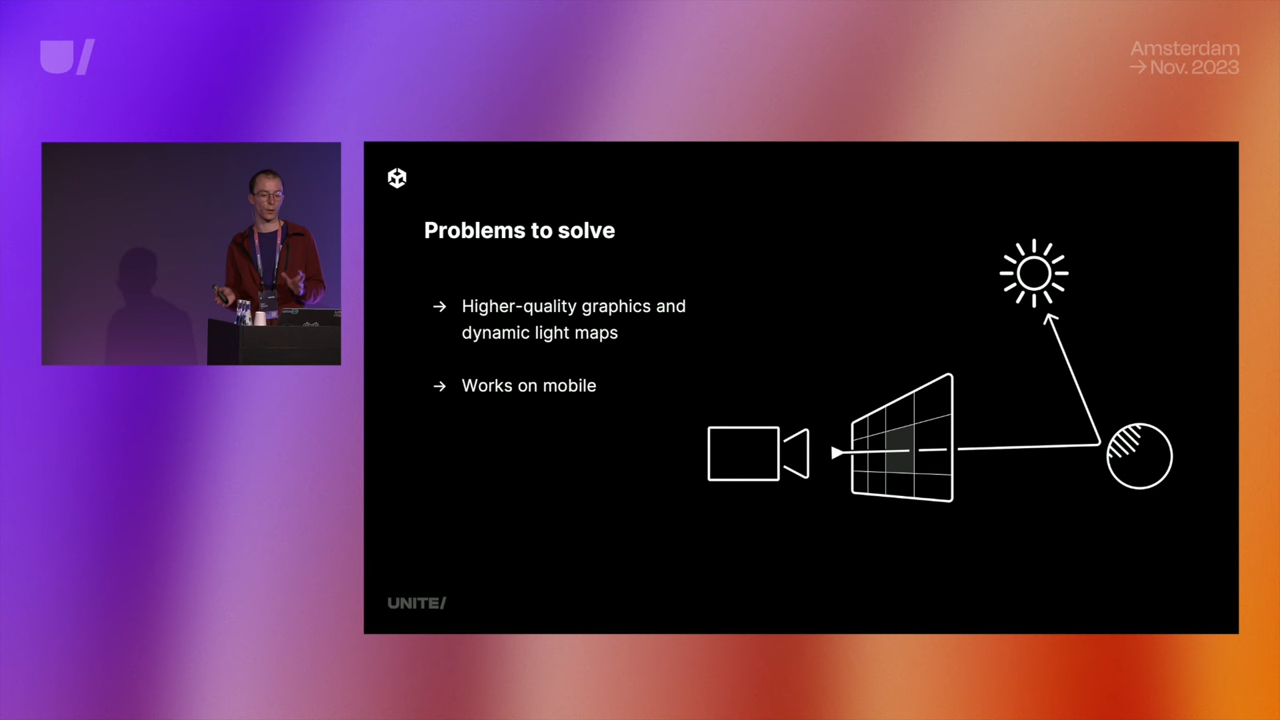 Amsterdam
→ Nov. 2023
Problems to solve
→ Higher-quality graphics and
dynamic light maps
→ Works on mobile
UNITE/